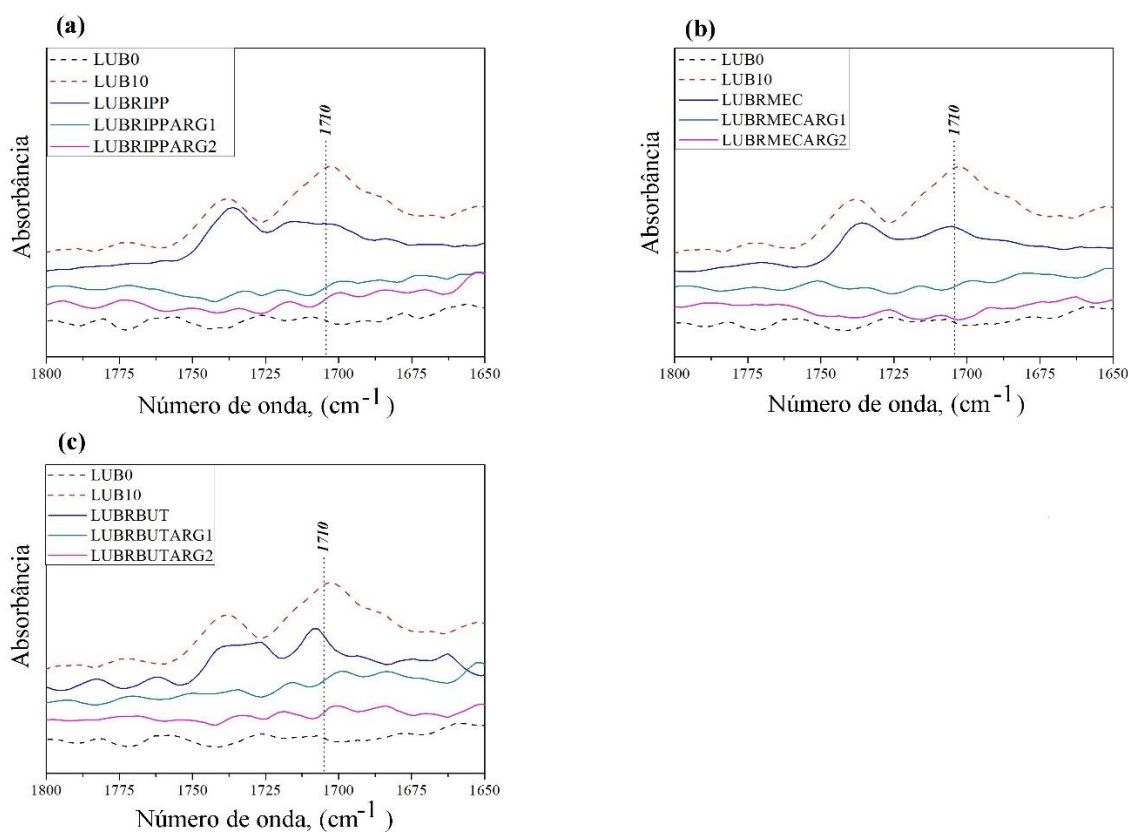 (a)
LUB0
LUB10
LUBRIPP
LUBRIPPARG1
LUBRIPPARG2
1710
Absorbância
1800 1775 1750 1725 1700 1675 1650
Número de onda, (cm⁻¹)
(b)
LUB0
LUB10
LUBRMEC
LUBRMECARG1
LUBRMECARG2
1710
Absorbância
1800 1775 1750 1725 1700 1675 1650
Número de onda, (cm⁻¹)
(c)
LUB0
LUB10
LUBRBUT
LUBRBUTARG1
LUBRBUTARG2
1710
Absorbância
1800 1775 1750 1725 1700 1675 1650
Número de onda, (cm⁻¹)